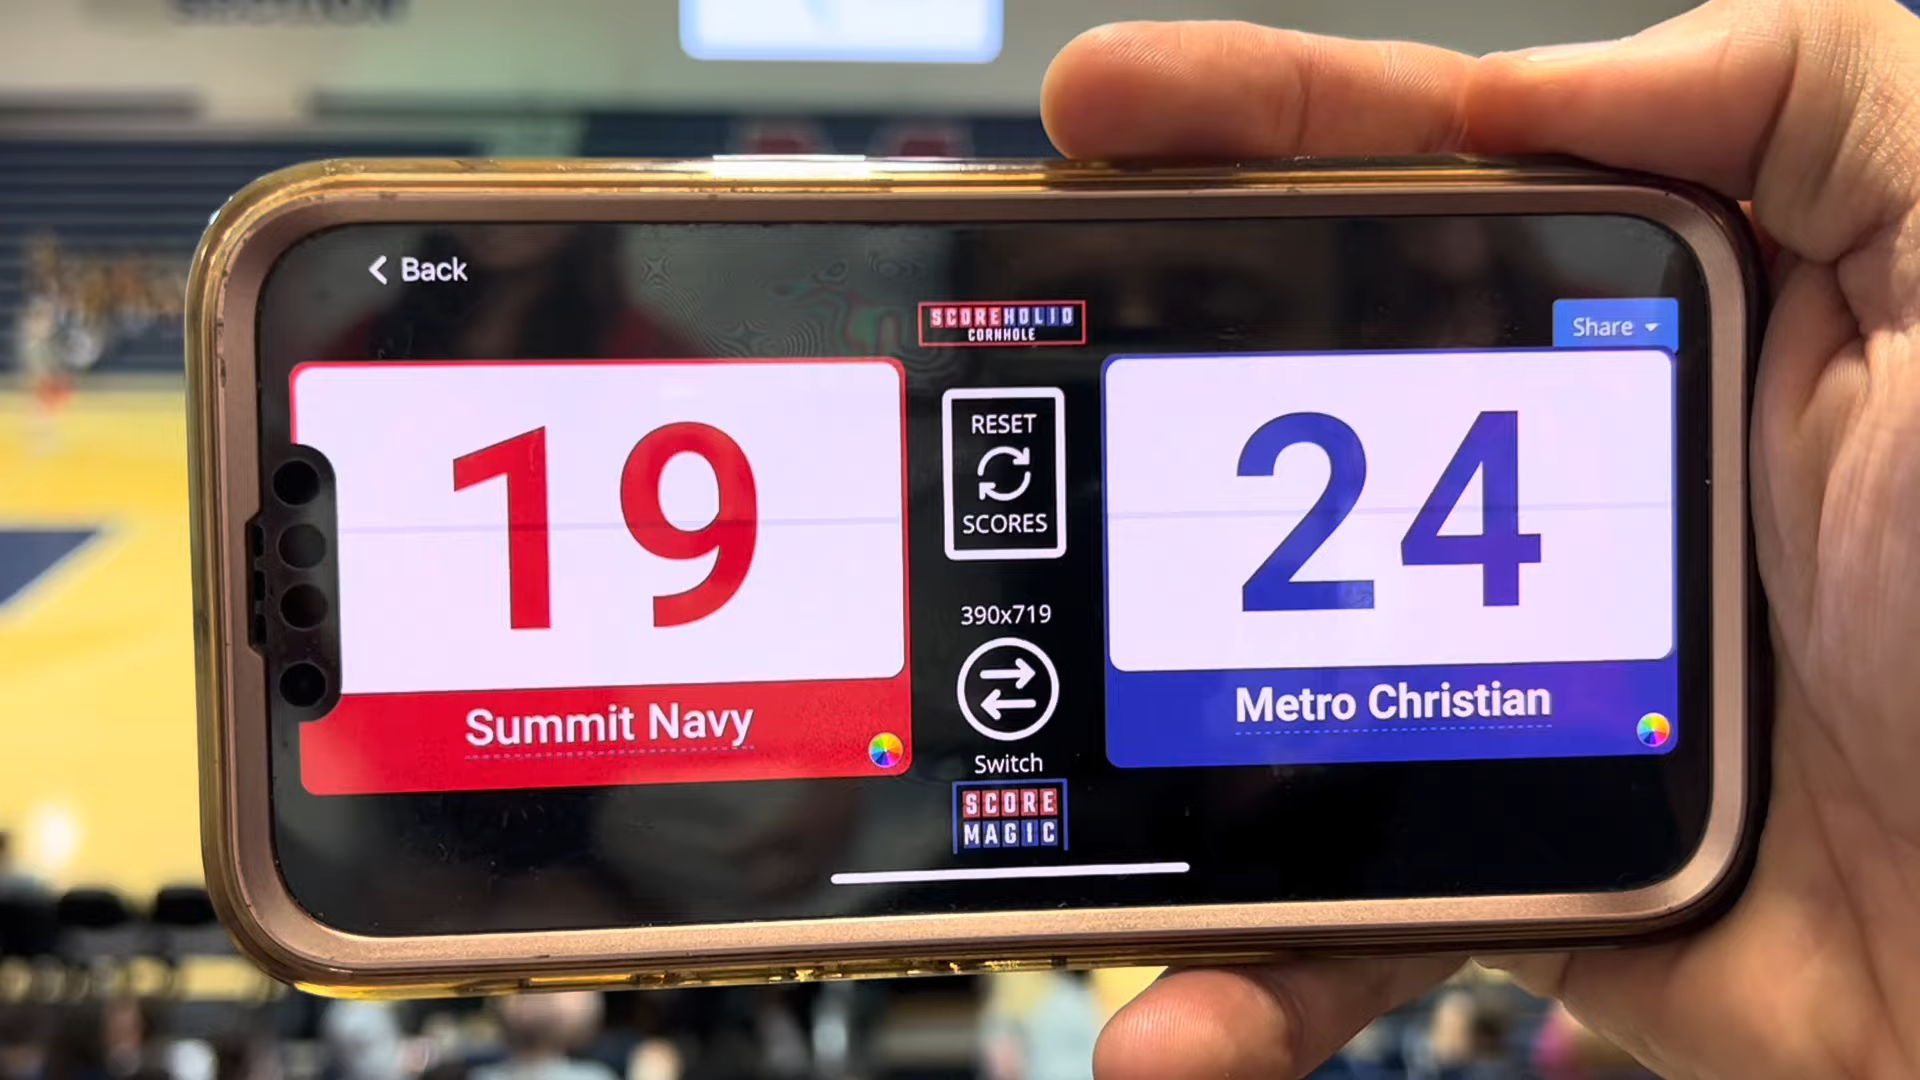 Back
SCOREHOLIO
CORNHOLE
Share
19
RESET
SCORES
24
390x719
Summit Navy
Metro Christian
Switch
SCORE
MAGIC